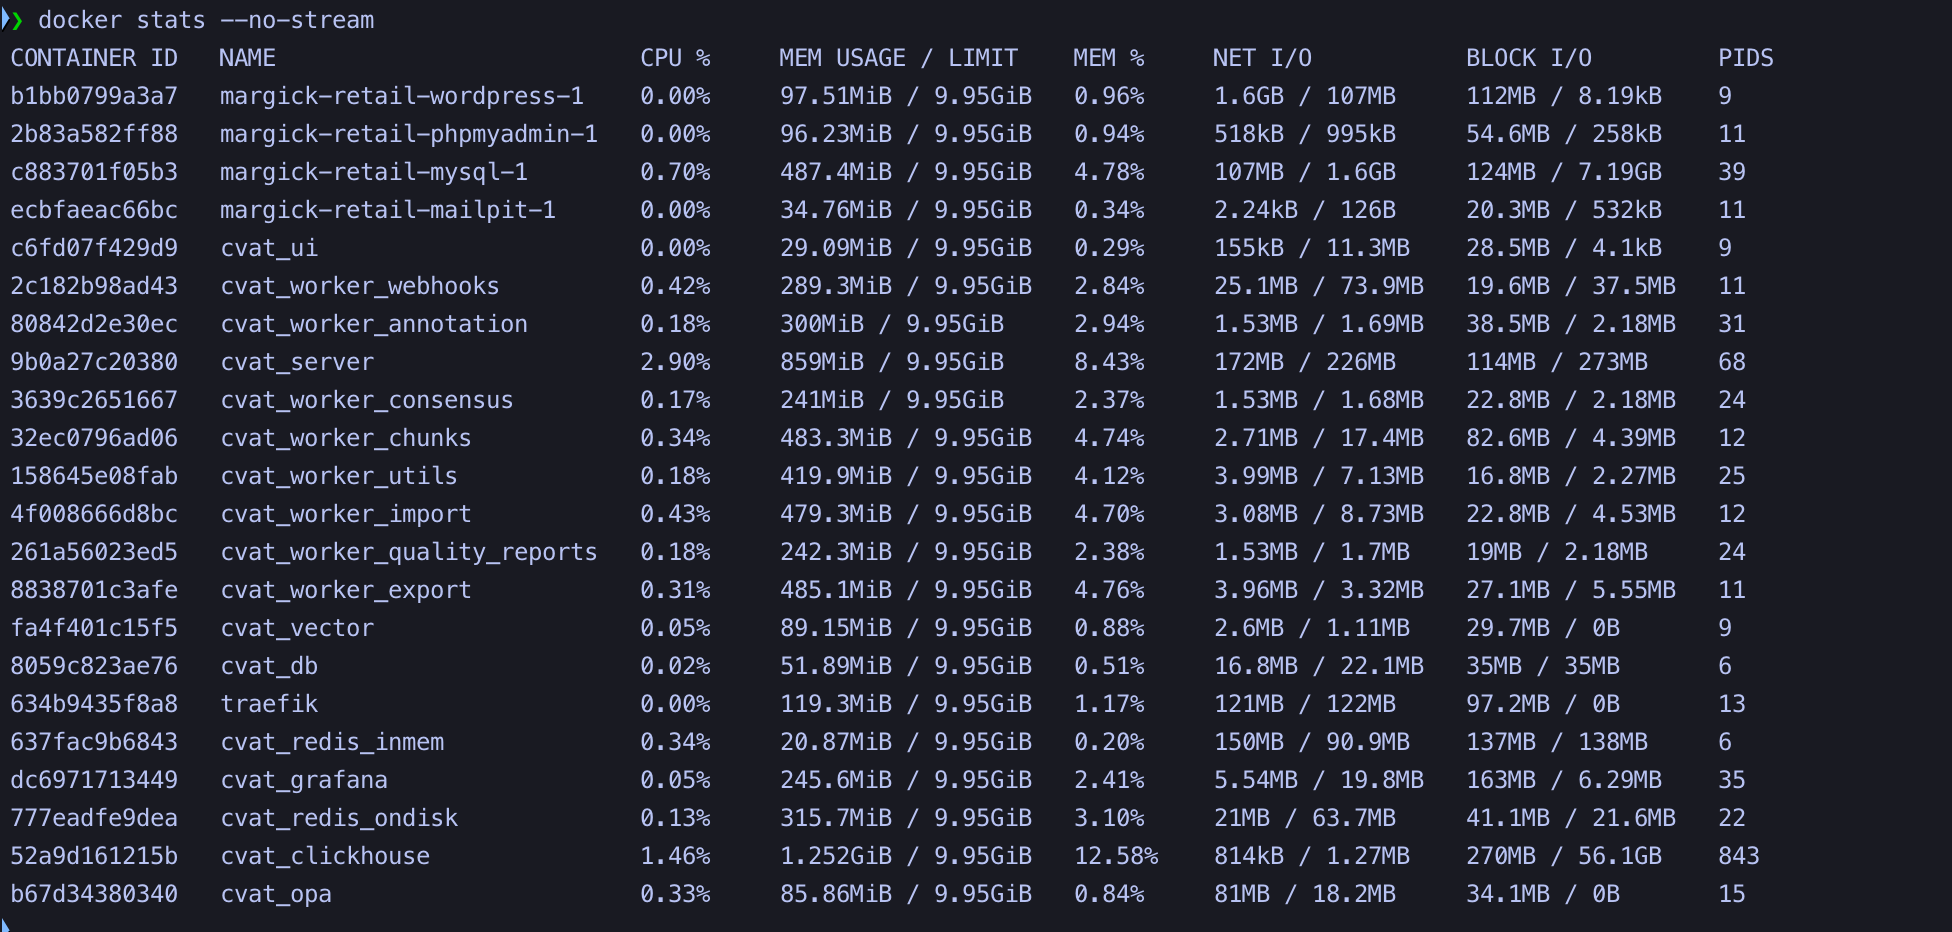 ❯ docker stats --no-stream
CONTAINER ID   NAME                          CPU %     MEM USAGE / LIMIT    MEM %     NET I/O           BLOCK I/O         PIDS
b1bb0799a3a7   margick-retail-wordpress-1    0.00%     97.51MiB / 9.95GiB   0.96%     1.6GB / 107MB     112MB / 8.19kB    9
2b83a582ff88   margick-retail-phpmyadmin-1   0.00%     96.23MiB / 9.95GiB   0.94%     518kB / 995kB     54.6MB / 258kB    11
c883701f05b3   margick-retail-mysql-1        0.70%     487.4MiB / 9.95GiB   4.78%     107MB / 1.6GB     124MB / 7.19GB    39
ecbfaeac66bc   margick-retail-mailpit-1      0.00%     34.76MiB / 9.95GiB   0.34%     2.24kB / 126B     20.3MB / 532kB    11
c6fd07f429d9   cvat_ui                       0.00%     29.09MiB / 9.95GiB   0.29%     155kB / 11.3MB    28.5MB / 4.1kB    9
2c182b98ad43   cvat_worker_webhooks          0.42%     289.3MiB / 9.95GiB   2.84%     25.1MB / 73.9MB   19.6MB / 37.5MB   11
80842d2e30ec   cvat_worker_annotation        0.18%     300MiB / 9.95GiB     2.94%     1.53MB / 1.69MB   38.5MB / 2.18MB   31
9b0a27c20380   cvat_server                   2.90%     859MiB / 9.95GiB     8.43%     172MB / 226MB     114MB / 273MB     68
3639c2651667   cvat_worker_consensus         0.17%     241MiB / 9.95GiB     2.37%     1.53MB / 1.68MB   22.8MB / 2.18MB   24
32ec0796ad06   cvat_worker_chunks            0.34%     483.3MiB / 9.95GiB   4.74%     2.71MB / 17.4MB   82.6MB / 4.39MB   12
158645e08fab   cvat_worker_utils             0.18%     419.9MiB / 9.95GiB   4.12%     3.99MB / 7.13MB   16.8MB / 2.27MB   25
4f008666d8bc   cvat_worker_import            0.43%     479.3MiB / 9.95GiB   4.70%     3.08MB / 8.73MB   22.8MB / 4.53MB   12
261a56023ed5   cvat_worker_quality_reports   0.18%     242.3MiB / 9.95GiB   2.38%     1.53MB / 1.7MB    19MB / 2.18MB     24
8838701c3afe   cvat_worker_export            0.31%     485.1MiB / 9.95GiB   4.76%     3.96MB / 3.32MB   27.1MB / 5.55MB   11
fa4f401c15f5   cvat_vector                   0.05%     89.15MiB / 9.95GiB   0.88%     2.6MB / 1.11MB    29.7MB / 0B       9
8059c823ae76   cvat_db                       0.02%     51.89MiB / 9.95GiB   0.51%     16.8MB / 22.1MB   35MB / 35MB       6
634b9435f8a8   traefik                       0.00%     119.3MiB / 9.95GiB   1.17%     121MB / 122MB     97.2MB / 0B       13
637fac9b6843   cvat_redis_inmem              0.34%     20.87MiB / 9.95GiB   0.20%     150MB / 90.9MB    137MB / 138MB     6
dc6971713449   cvat_grafana                  0.05%     245.6MiB / 9.95GiB   2.41%     5.54MB / 19.8MB   163MB / 6.29MB    35
777eadfe9dea   cvat_redis_ondisk             0.13%     315.7MiB / 9.95GiB   3.10%     21MB / 63.7MB     41.1MB / 21.6MB   22
52a9d161215b   cvat_clickhouse               1.46%     1.252GiB / 9.95GiB   12.58%    814kB / 1.27MB    270MB / 56.1GB    843
b67d34380340   cvat_opa                      0.33%     85.86MiB / 9.95GiB   0.84%     81MB / 18.2MB     34.1MB / 0B       15